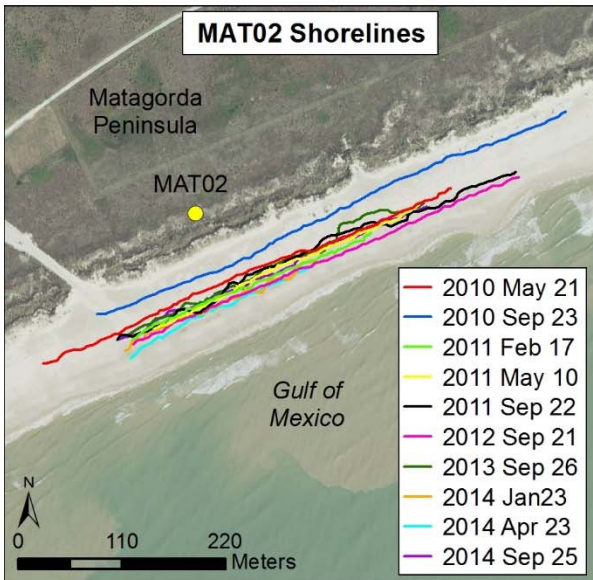 MAT02 Shorelines
Matagorda
Peninsula
MAT02
2010 May 21
2010 Sep 23
2011 Feb 17
2011 May 10
2011 Sep 22
2012 Sep 21
2013 Sep 26
2014 Jan23
2014 Apr 23
2014 Sep 25
Gulf of
Mexico
N
0 110 220
Meters